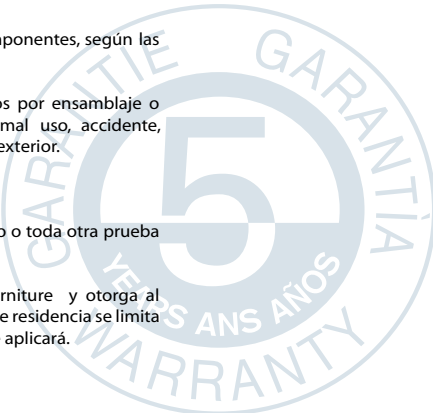 mponentes, según las
os por ensamblaje o
mal uso, accidente,
exterior.
o o toda otra prueba
rniture y otorga al
e residencia se limita
aplicará.
GARANTIE GARANTÍA WARRANTY
5
YEARS ANS AÑOS